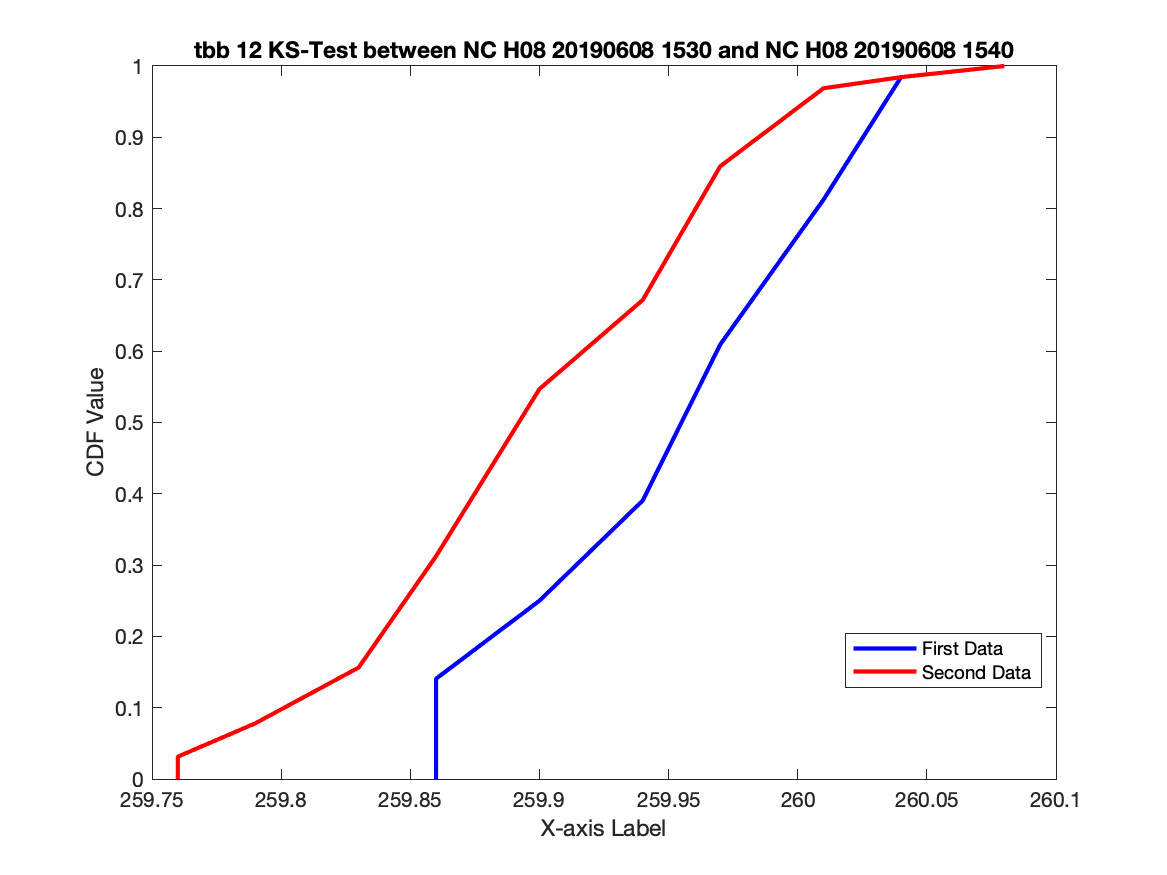 tbb 12 KS-Test between NC H08 20190608 1530 and NC H08 20190608 1540
1
0.9
0.8
0.7
0.6
0.5
0.4
0.3
0.2
0.1
0
CDF Value
First Data
Second Data
259.75 259.8 259.85 259.9 259.95 260 260.05 260.1
X-axis Label